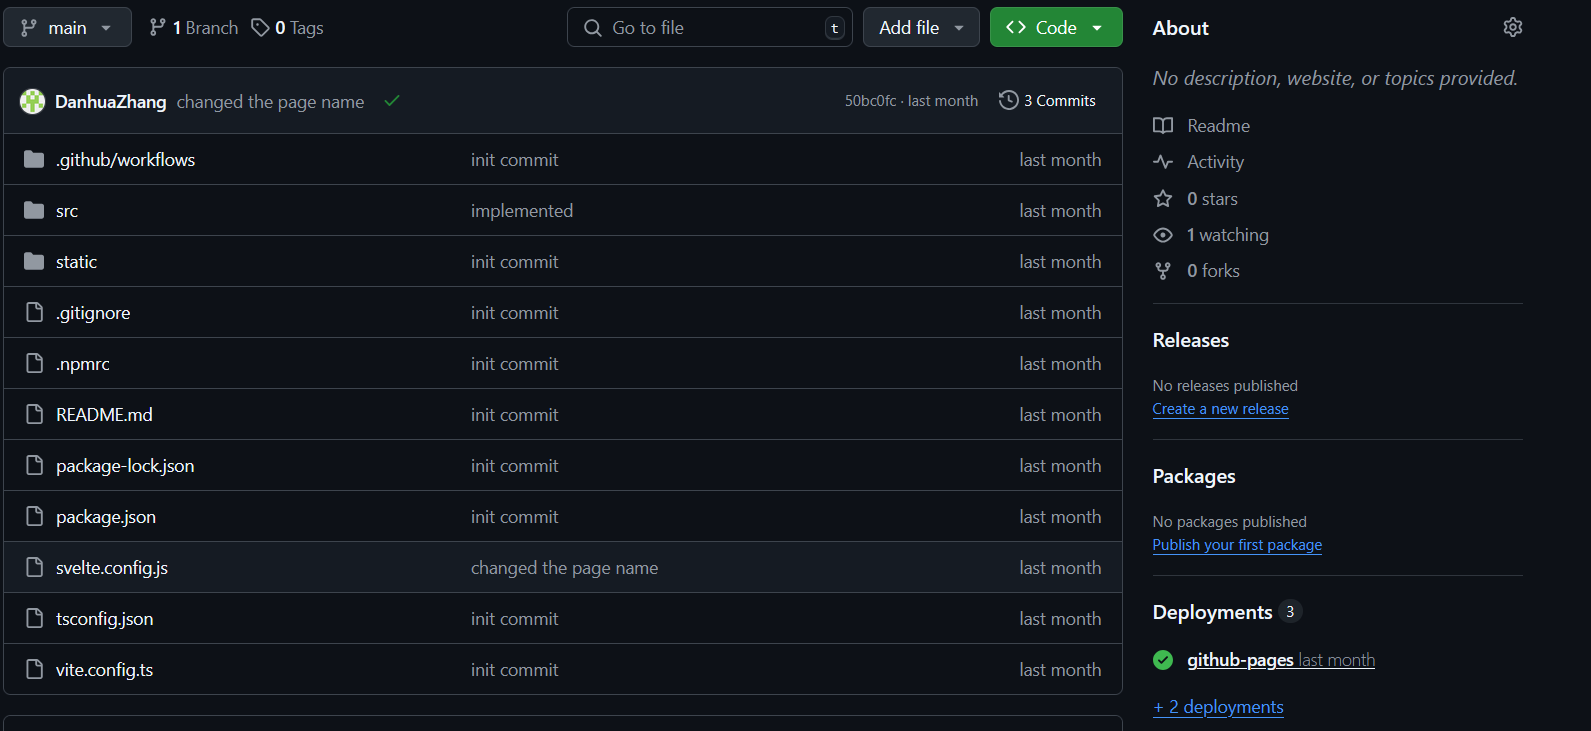 main
1 Branch
0 Tags
Go to file
t
Add file
Code
DanhuaZhang changed the page name
50bc0fc · last month
3 Commits
.github/workflows init commit last month
src implemented last month
static init commit last month
.gitignore init commit last month
.npmrc init commit last month
README.md init commit last month
package-lock.json init commit last month
package.json init commit last month
svelte.config.js changed the page name last month
tsconfig.json init commit last month
vite.config.ts init commit last month
About
No description, website, or topics provided.
Readme
Activity
0 stars
1 watching
0 forks
Releases
No releases published
Create a new release
Packages
No packages published
Publish your first package
Deployments 3
github-pages last month
+ 2 deployments